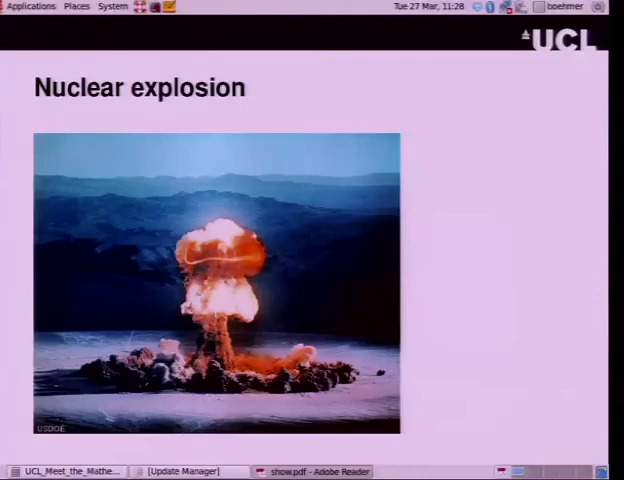 Applications Places System
Tue 27 Mar, 11:28
boehmer
UCL
Nuclear explosion
USDOE
UCL_Meet_the_Mathe...
[Update Manager]
show.pdf - Adobe Reader